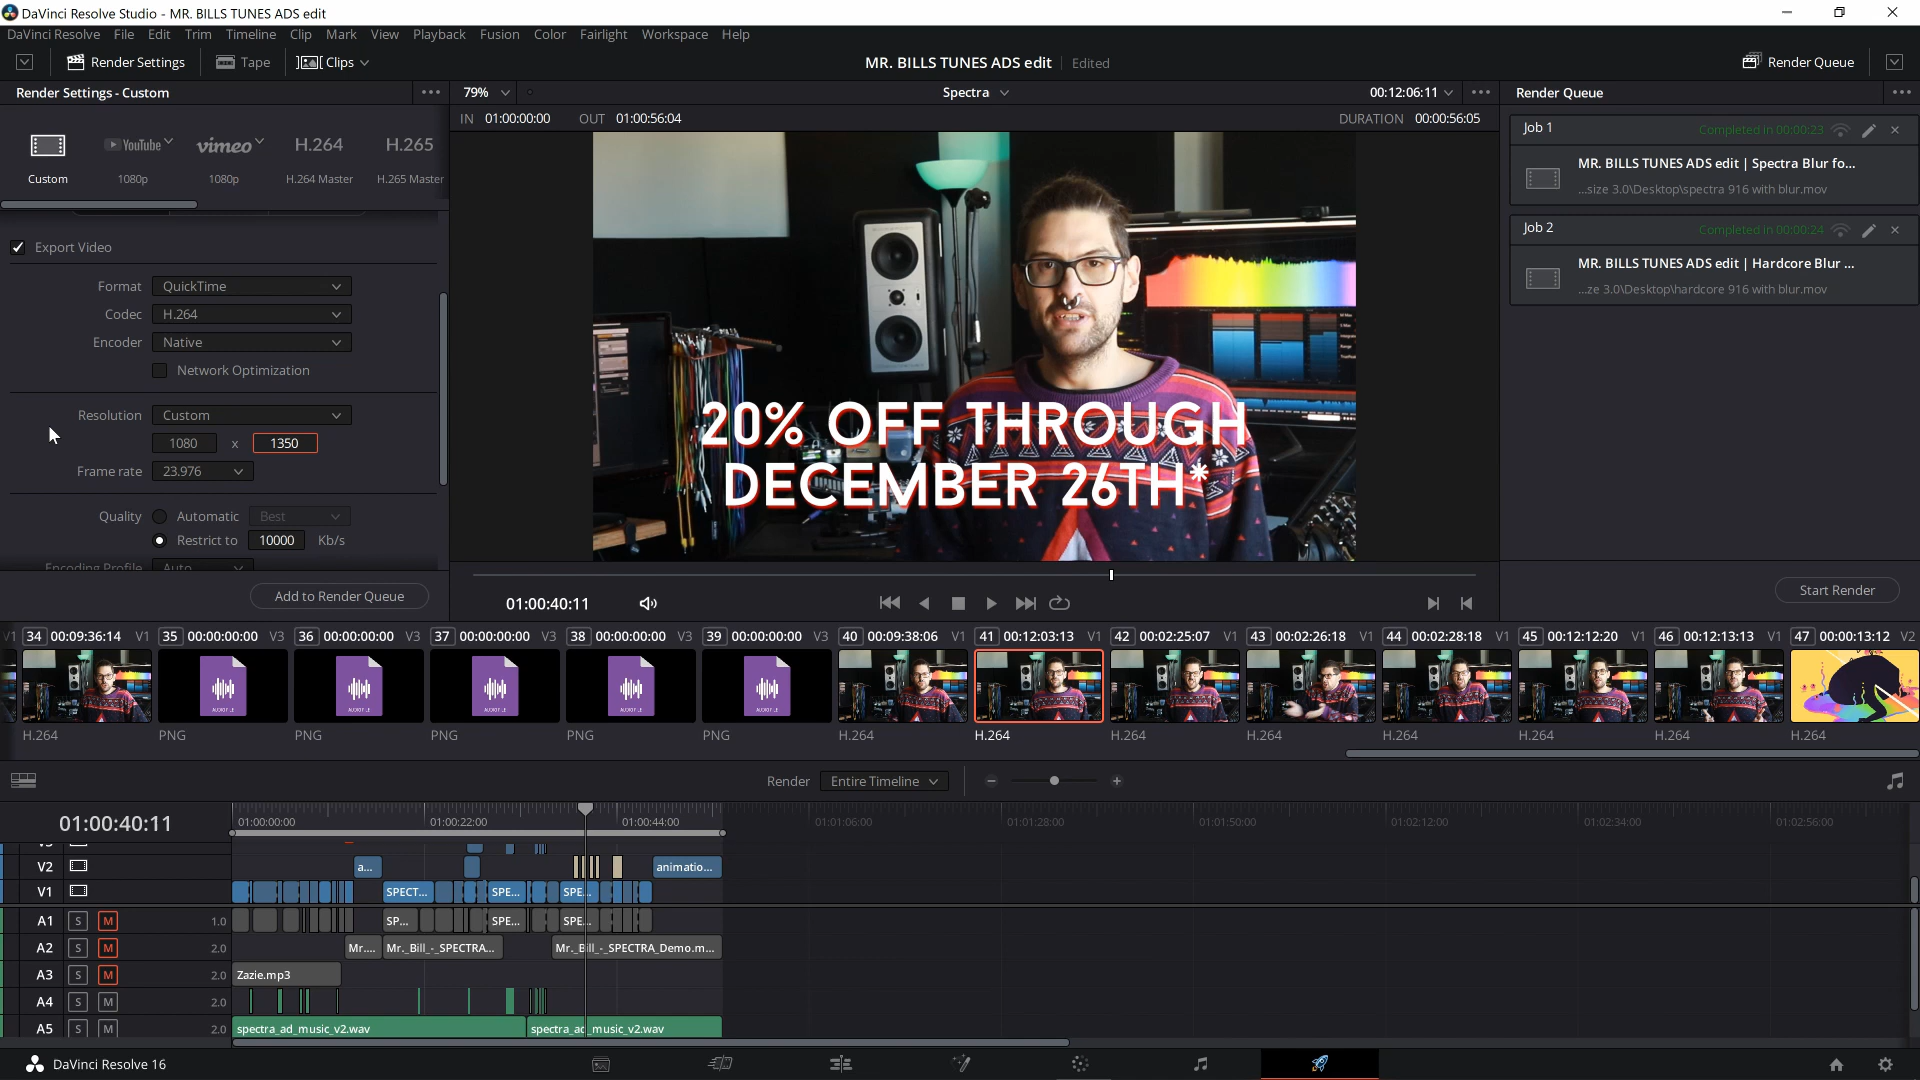 DaVinci Resolve Studio - MR. BILLS TUNES ADS edit
DaVinci Resolve File Edit Trim Timeline Clip Mark View Playback Fusion Color Fairlight Workspace Help
Render Settings Tape Clips MR. BILLS TUNES ADS edit Edited Render Queue
Render Settings - Custom 79% Spectra 00:12:06:11 Render Queue
IN 01:00:00:00 OUT 01:00:56:04 DURATION 00:00:56:05
YouTube vimeo H.264 H.265
Custom 1080p 1080p H.264 Master H.265 Master
Job 1 Completed in 00:00:23
MR. BILLS TUNES ADS edit | Spectra Blur fo...
...size 3.0\Desktop\spectra 916 with blur.mov
Job 2 Completed in 00:00:24
MR. BILLS TUNES ADS edit | Hardcore Blur ...
...ze 3.0\Desktop\hardcore 916 with blur.mov
Export Video
Format QuickTime
Codec H.264
Encoder Native
Network Optimization
Resolution Custom
1080 x 1350
Frame rate 23.976
Quality Automatic Best
Restrict to 10000 Kb/s
Encoding Profile Auto
20% OFF THROUGH
DECEMBER 26TH*
Add to Render Queue
01:00:40:11
Start Render
V1 34 00:09:36:14 V1 35 00:00:00:00 V3 36 00:00:00:00 V3 37 00:00:00:00 V3 38 00:00:00:00 V3 39 00:00:00:00 V3 40 00:09:38:06 V1 41 00:12:03:13 V1 42 00:02:25:07 V1 43 00:02:26:18 V1 44 00:02:28:18 V1 45 00:12:12:20 V1 46 00:12:13:13 V1 47 00:00:13:12 V2
H.264 PNG PNG PNG PNG PNG H.264 H.264 H.264 H.264 H.264 H.264 H.264 H.264
Render Entire Timeline
01:00:40:11 01:00:00:00 01:00:22:00 01:00:44:00 01:01:06:00 01:01:28:00 01:01:50:00 01:02:12:00 01:02:34:00 01:02:56:00
V3
V2 a... animatio...
V1 SPECT... SPE... SPE...
A1 S M 1.0 SP... SPE... SPE...
A2 S M 2.0 Mr.... Mr._Bill_-_SPECTRA... Mr._Bill_-_SPECTRA_Demo.m...
A3 S M 2.0 Zazie.mp3
A4 S M 2.0
A5 S M 2.0 spectra_ad_music_v2.wav spectra_ad_music_v2.wav
DaVinci Resolve 16